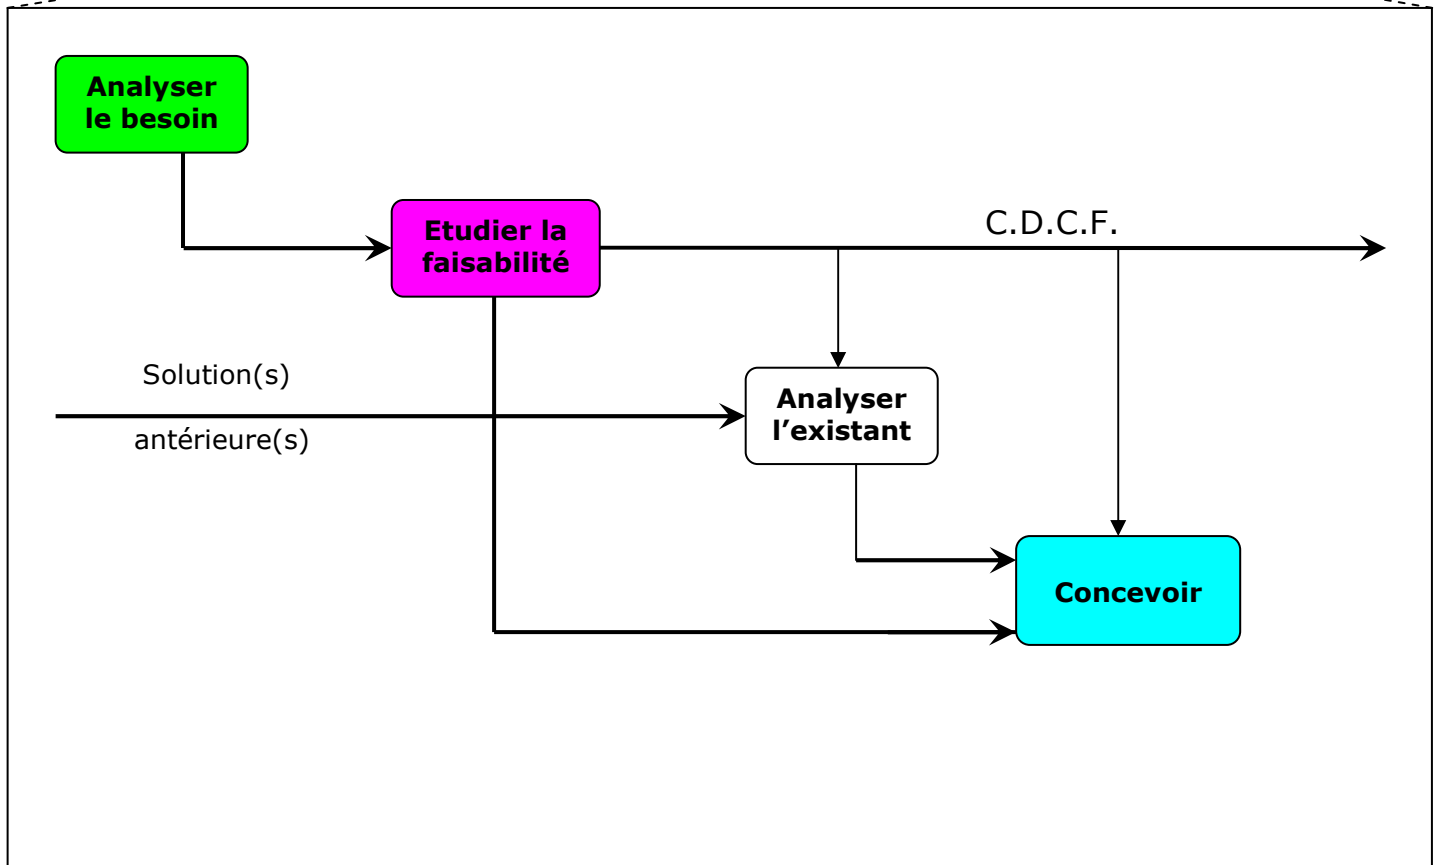 Analyser
le besoin
Etudier la
faisabilité
C.D.C.F.
Solution(s)
antérieure(s)
Analyser
l’existant
Concevoir